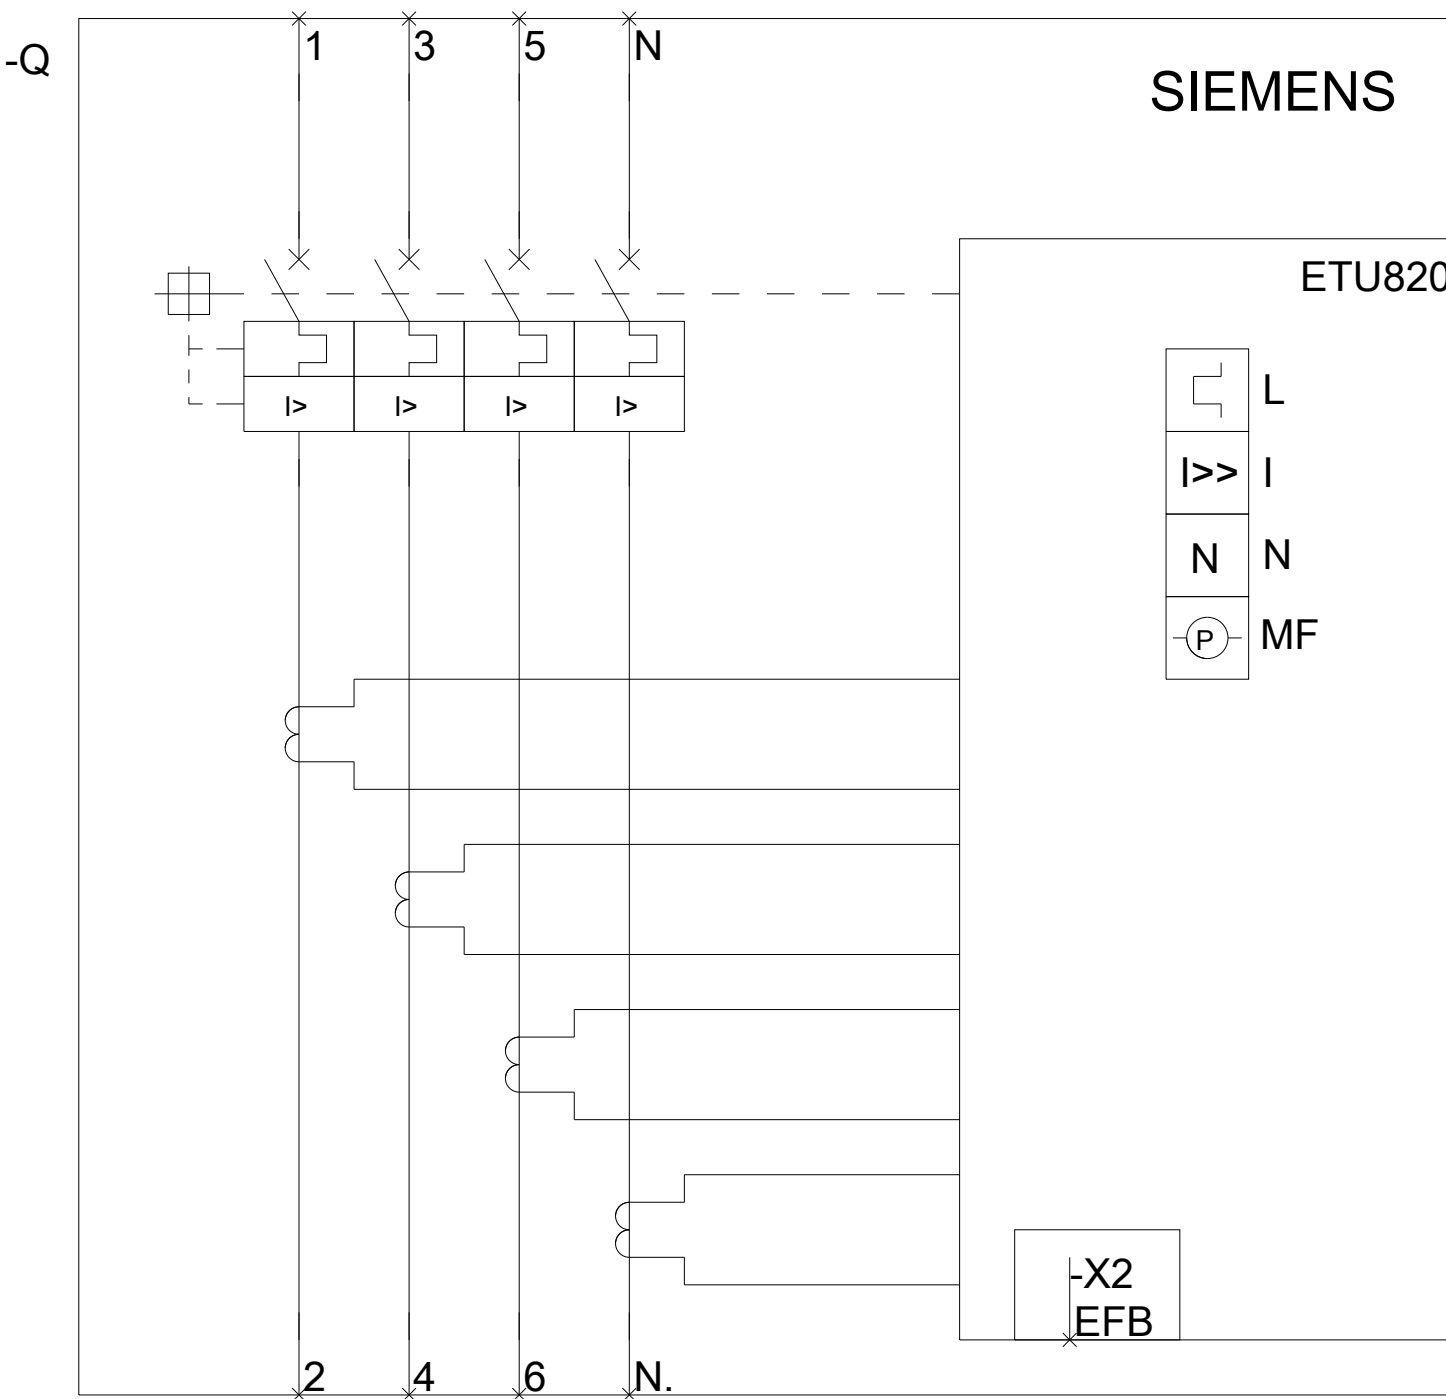 -Q
1 3 5 N
SIEMENS
ETU820
I> I> I> I>
L
I>> I
N N
P MF
-X2
EFB
2 4 6 N.